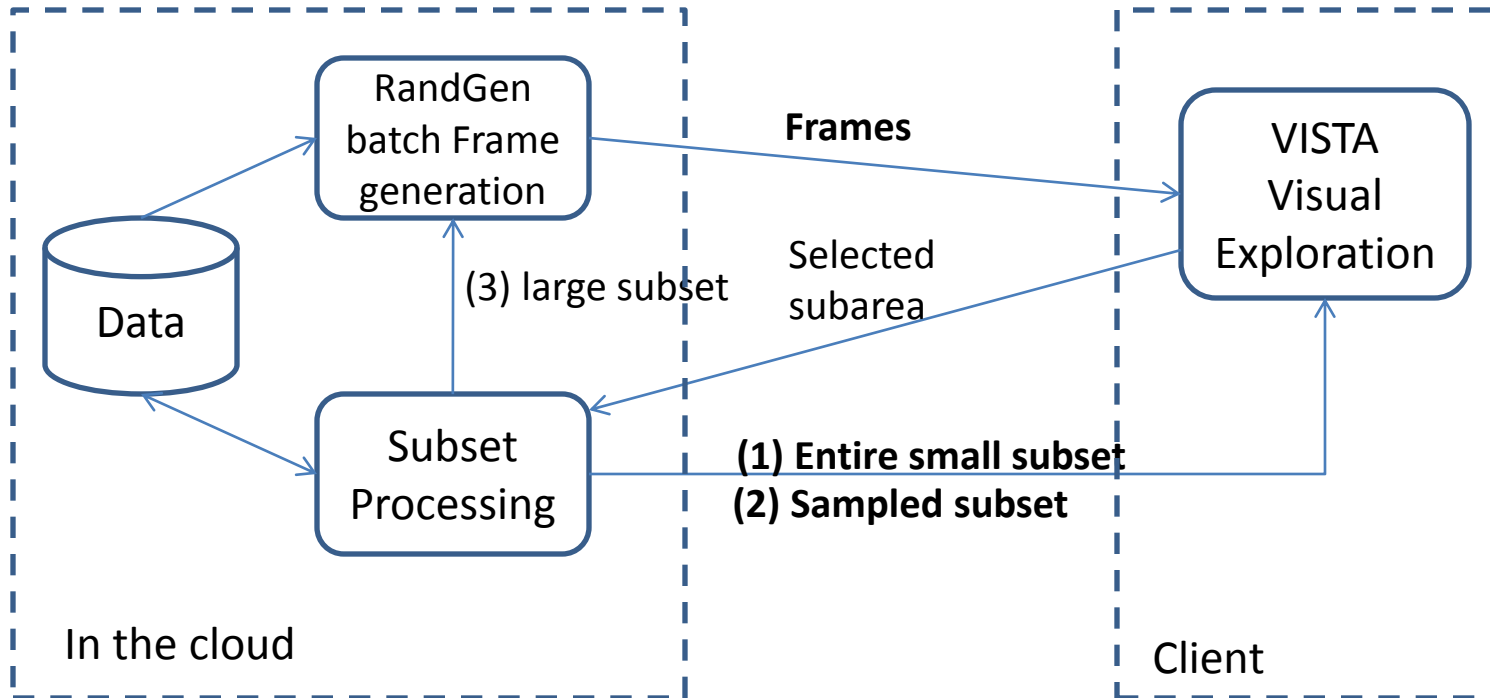 RandGen
batch Frame
generation
Frames
VISTA
Visual
Exploration
Data
(3) large subset
Selected
subarea
Subset
Processing
(1) Entire small subset
(2) Sampled subset
In the cloud
Client